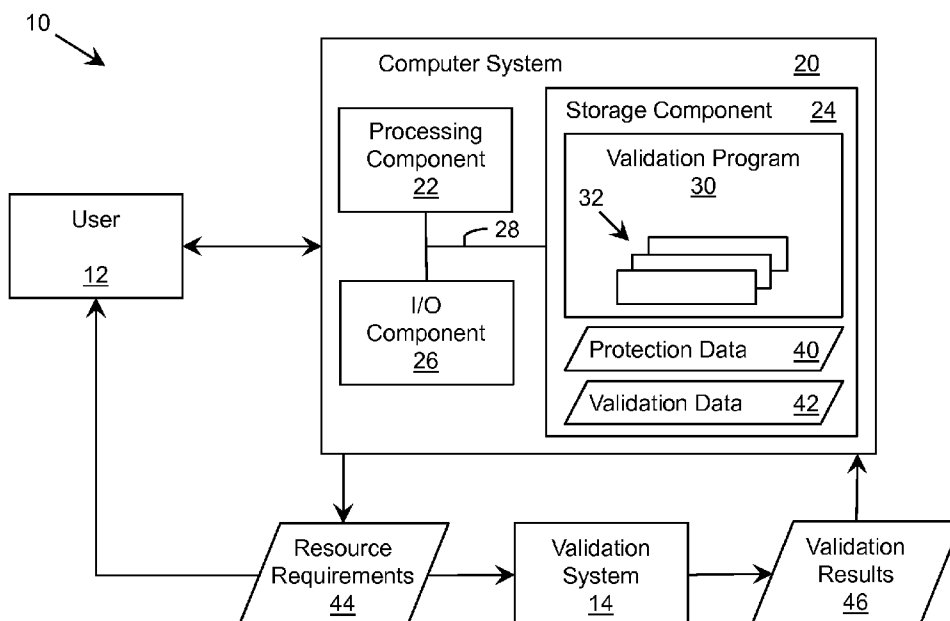 10
Computer System 20
Storage Component 24
Processing
Component
22
Validation Program
30
32
User
12
28
I/O
Component
26
Protection Data 40
Validation Data 42
Resource
Requirements
44
Validation
System
14
Validation
Results
46